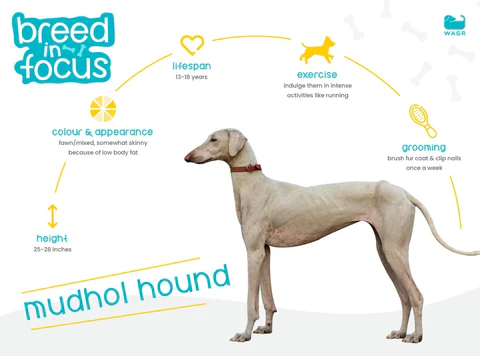 breed
in
focus
WAGR
lifespan
13-18 years
exercise
indulge them in intense
activities like running
colour & appearance
fawn/mixed, somewhat skinny
because of low body fat
grooming
brush fur coat & clip nails
once a week
height
25-28 inches
mudhol hound